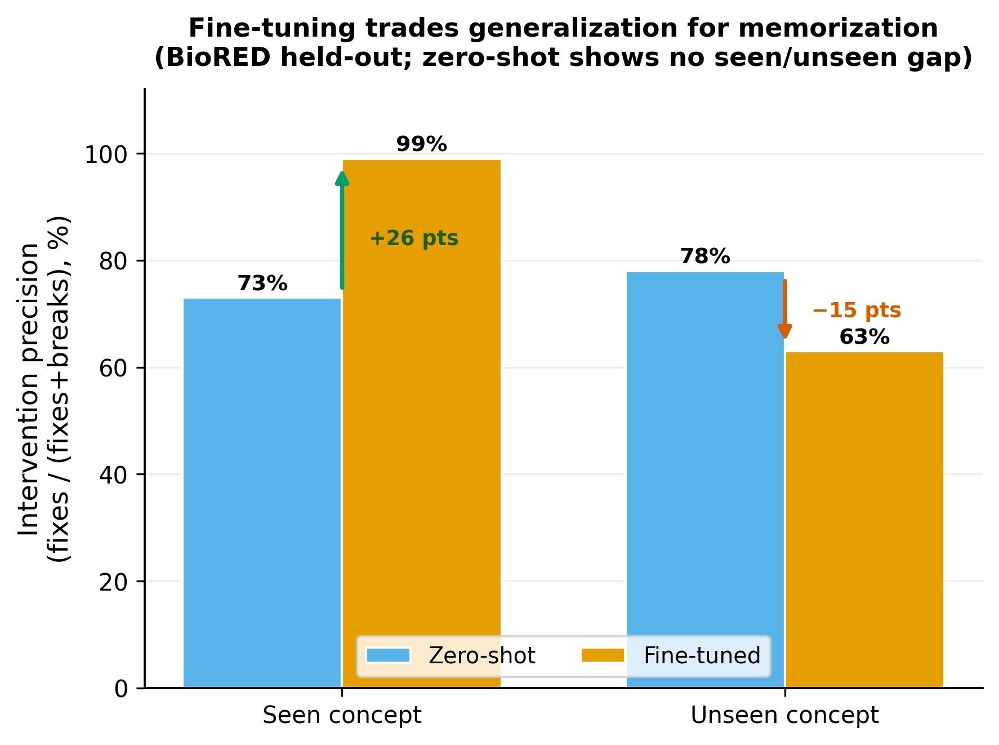 Fine-tuning trades generalization for memorization
(BioRED held-out; zero-shot shows no seen/unseen gap)
Intervention precision
(fixes / (fixes+breaks), %)
100
80
60
40
20
0
99%
+26 pts
73%
78%
−15 pts
63%
Zero-shot
Fine-tuned
Seen concept
Unseen concept